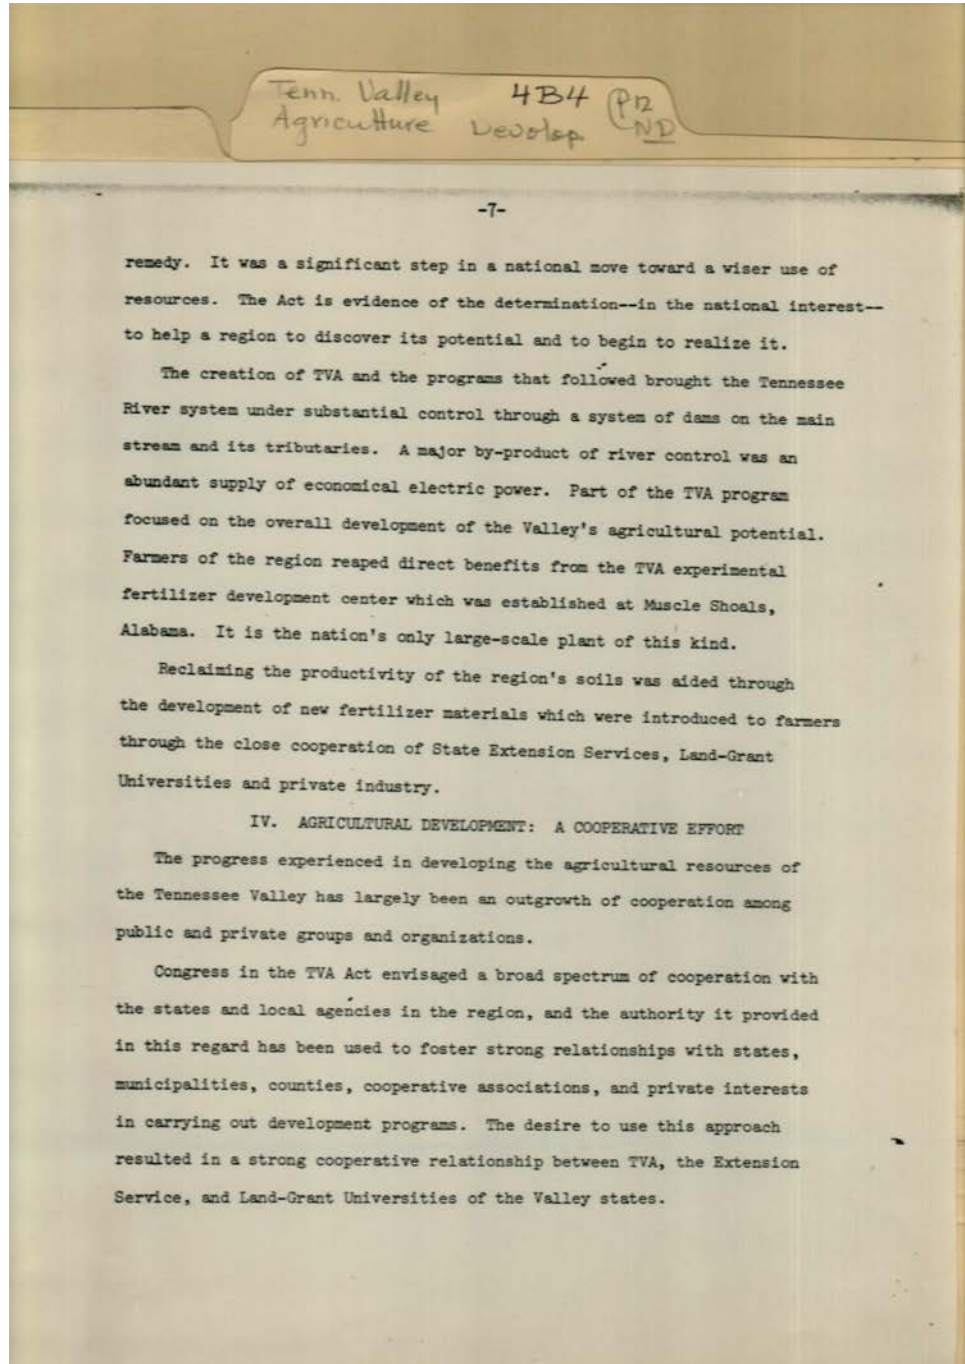 Tenn. Valley 4B4 P12
Agriculture Devolop. ND
-7-
remedy. It was a significant step in a national move toward a wiser use of
resources. The Act is evidence of the determination--in the national interest--
to help a region to discover its potential and to begin to realize it.
The creation of TVA and the programs that followed brought the Tennessee
River system under substantial control through a system of dams on the main
stream and its tributaries. A major by-product of river control was an
abundant supply of economical electric power. Part of the TVA program
focused on the overall development of the Valley's agricultural potential.
Farmers of the region reaped direct benefits from the TVA experimental
fertilizer development center which was established at Muscle Shoals,
Alabama. It is the nation's only large-scale plant of this kind.
Reclaiming the productivity of the region's soils was aided through
the development of new fertilizer materials which were introduced to farmers
through the close cooperation of State Extension Services, Land-Grant
Universities and private industry.
IV. AGRICULTURAL DEVELOPMENT: A COOPERATIVE EFFORT
The progress experienced in developing the agricultural resources of
the Tennessee Valley has largely been an outgrowth of cooperation among
public and private groups and organizations.
Congress in the TVA Act envisaged a broad spectrum of cooperation with
the states and local agencies in the region, and the authority it provided
in this regard has been used to foster strong relationships with states,
municipalities, counties, cooperative associations, and private interests
in carrying out development programs. The desire to use this approach
resulted in a strong cooperative relationship between TVA, the Extension
Service, and Land-Grant Universities of the Valley states.